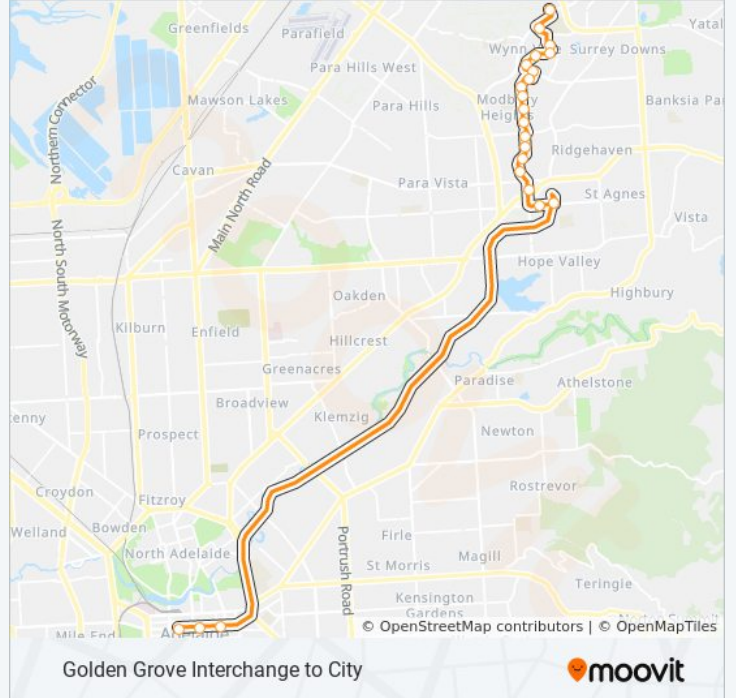 Greenfields
Parafield
Yatal
Wynn
Surrey Downs
Para Hills West
Mawson Lakes
Para Hills
Modbury
Heights
Banksia Par
Northern Connector
Ridgehaven
Cavan
Para Vista
St Agnes
Main North Road
Vista
Hope Valley
North South Motorway
Oakden
Highbury
Kilburn
Enfield
Hillcrest
Greenacres
Paradise
Athelstone
Broadview
Klemzig
enny
Prospect
Newton
Croydon
Fitzroy
Rostrevor
Welland
Bowden
North Adelaide
Portrush Road
Firle
St Morris
Magill
Teringie
Kensington
Gardens
Mile End
Adelaide
© OpenStreetMap contributors | © OpenMapTiles
Golden Grove Interchange to City
moovit